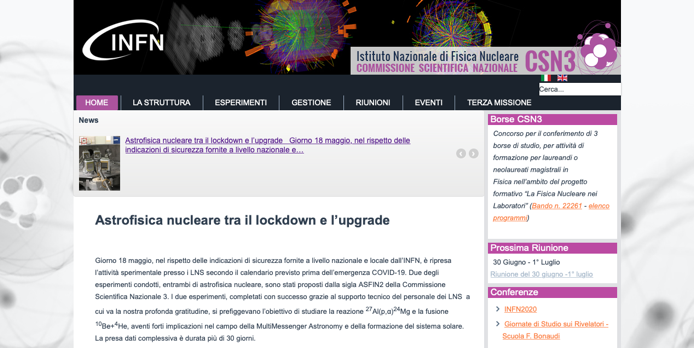 INFN
Istituto Nazionale di Fisica Nucleare
COMMISSIONE SCIENTIFICA NAZIONALE CSN3
Cerca...
HOME
LA STRUTTURA
ESPERIMENTI
GESTIONE
RIUNIONI
EVENTI
TERZA MISSIONE
News
Astrofisica nucleare tra il lockdown e l'upgrade   Giorno 18 maggio, nel rispetto delle
indicazioni di sicurezza fornite a livello nazionale e…
Astrofisica nucleare tra il lockdown e l'upgrade
Giorno 18 maggio, nel rispetto delle indicazioni di sicurezza fornite a livello nazionale e locale dall'INFN, è ripresa
l'attività sperimentale presso i LNS secondo il calendario previsto prima dell'emergenza COVID-19. Due degli
esperimenti condotti, entrambi di astrofisica nucleare, sono stati proposti dalla sigla ASFIN2 della Commissione
Scientifica Nazionale 3. I due esperimenti, completati con successo grazie al supporto tecnico del personale dei LNS  a
cui va la nostra profonda gratitudine, si prefiggevano l'obiettivo di studiare la reazione ²⁷Al(p,α)²⁴Mg e la fusione
¹⁰Be+⁴He, aventi forti implicazioni nel campo della MultiMessenger Astronomy e della formazione del sistema solare.
La presa dati complessiva è durata più di 30 giorni.
Borse CSN3
Concorso per il conferimento di 3
borse di studio, per attività di
formazione per laureandi o
neolaureati magistrali in
Fisica nell'ambito del progetto
formativo “La Fisica Nucleare nei
Laboratori” (Bando n. 22261 - elenco
programmi)
Prossima Riunione
30 Giugno - 1° Luglio
Riunione del 30 giugno -1° luglio
Conferenze
INFN2020
Giornate di Studio sui Rivelatori -
Scuola F. Bonaudi